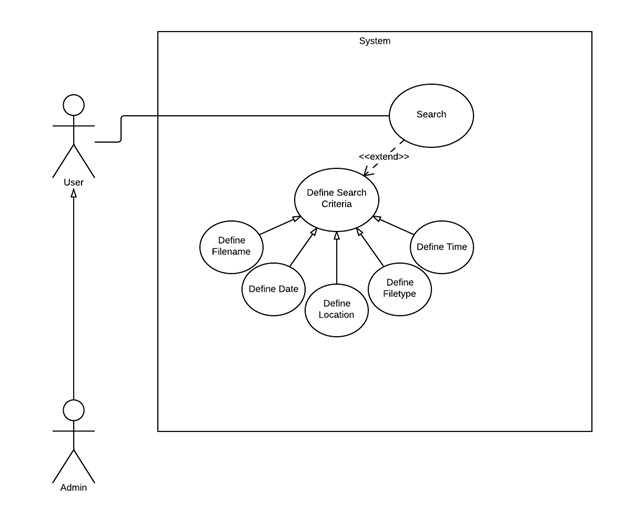 System
Search
User
<<extend>>
Define Search
Criteria
Define
Filename
Define Time
Define Date
Define
Filetype
Define
Location
Admin